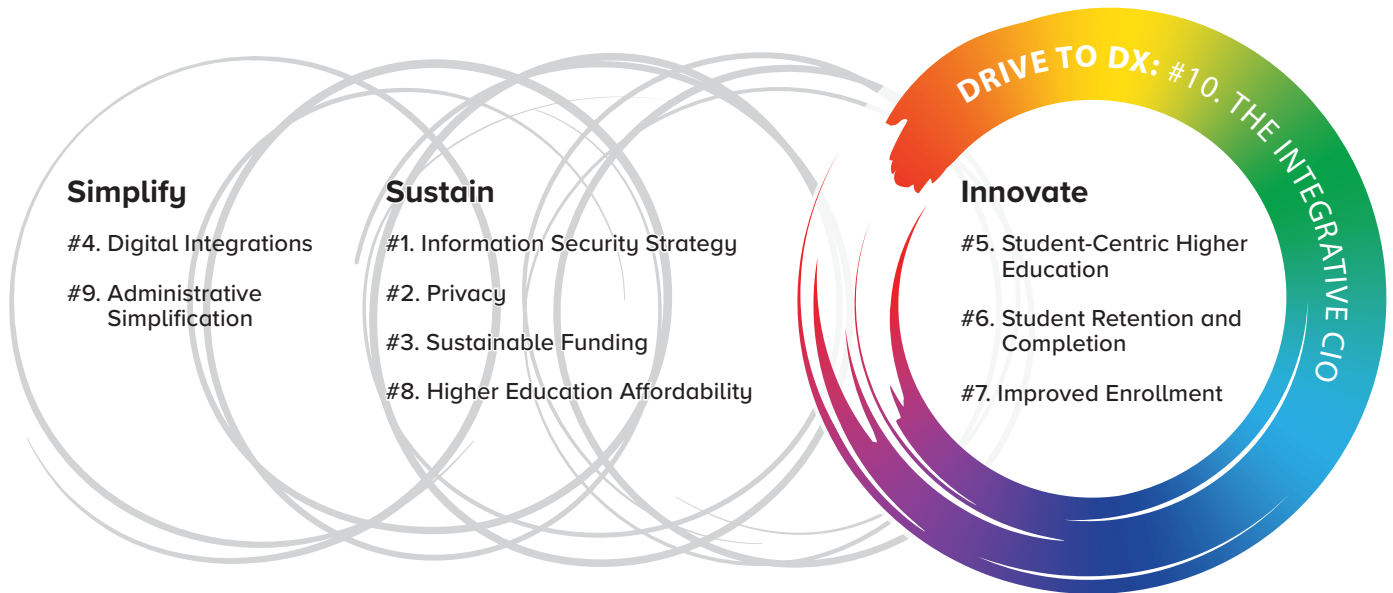 Simplify
#4. Digital Integrations
#9. Administrative
Simplification
Sustain
#1. Information Security Strategy
#2. Privacy
#3. Sustainable Funding
#8. Higher Education Affordability
DRIVE TO DX: #10. THE INTEGRATIVE CIO
Innovate
#5. Student-Centric Higher
Education
#6. Student Retention and
Completion
#7. Improved Enrollment